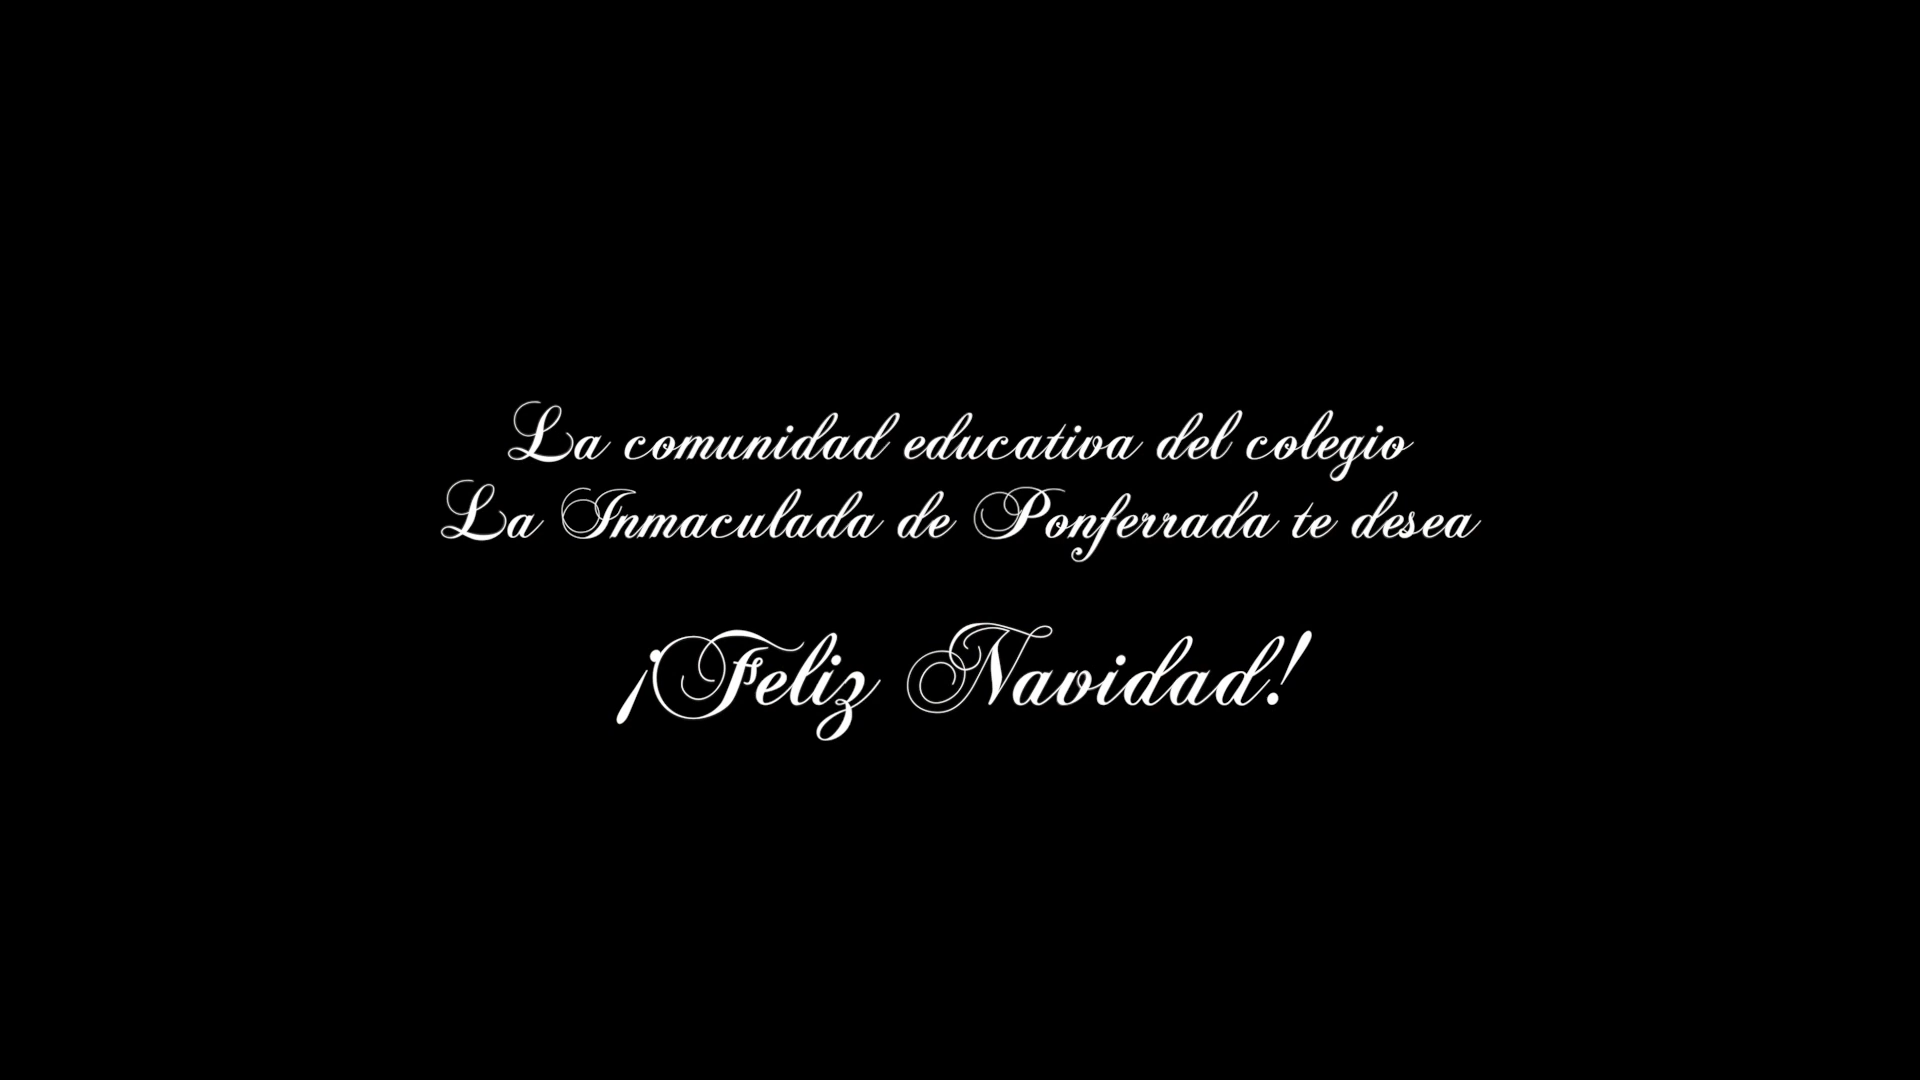 La comunidad educativa del colegio
La Inmaculada de Ponferrada te desea
¡Feliz Navidad!